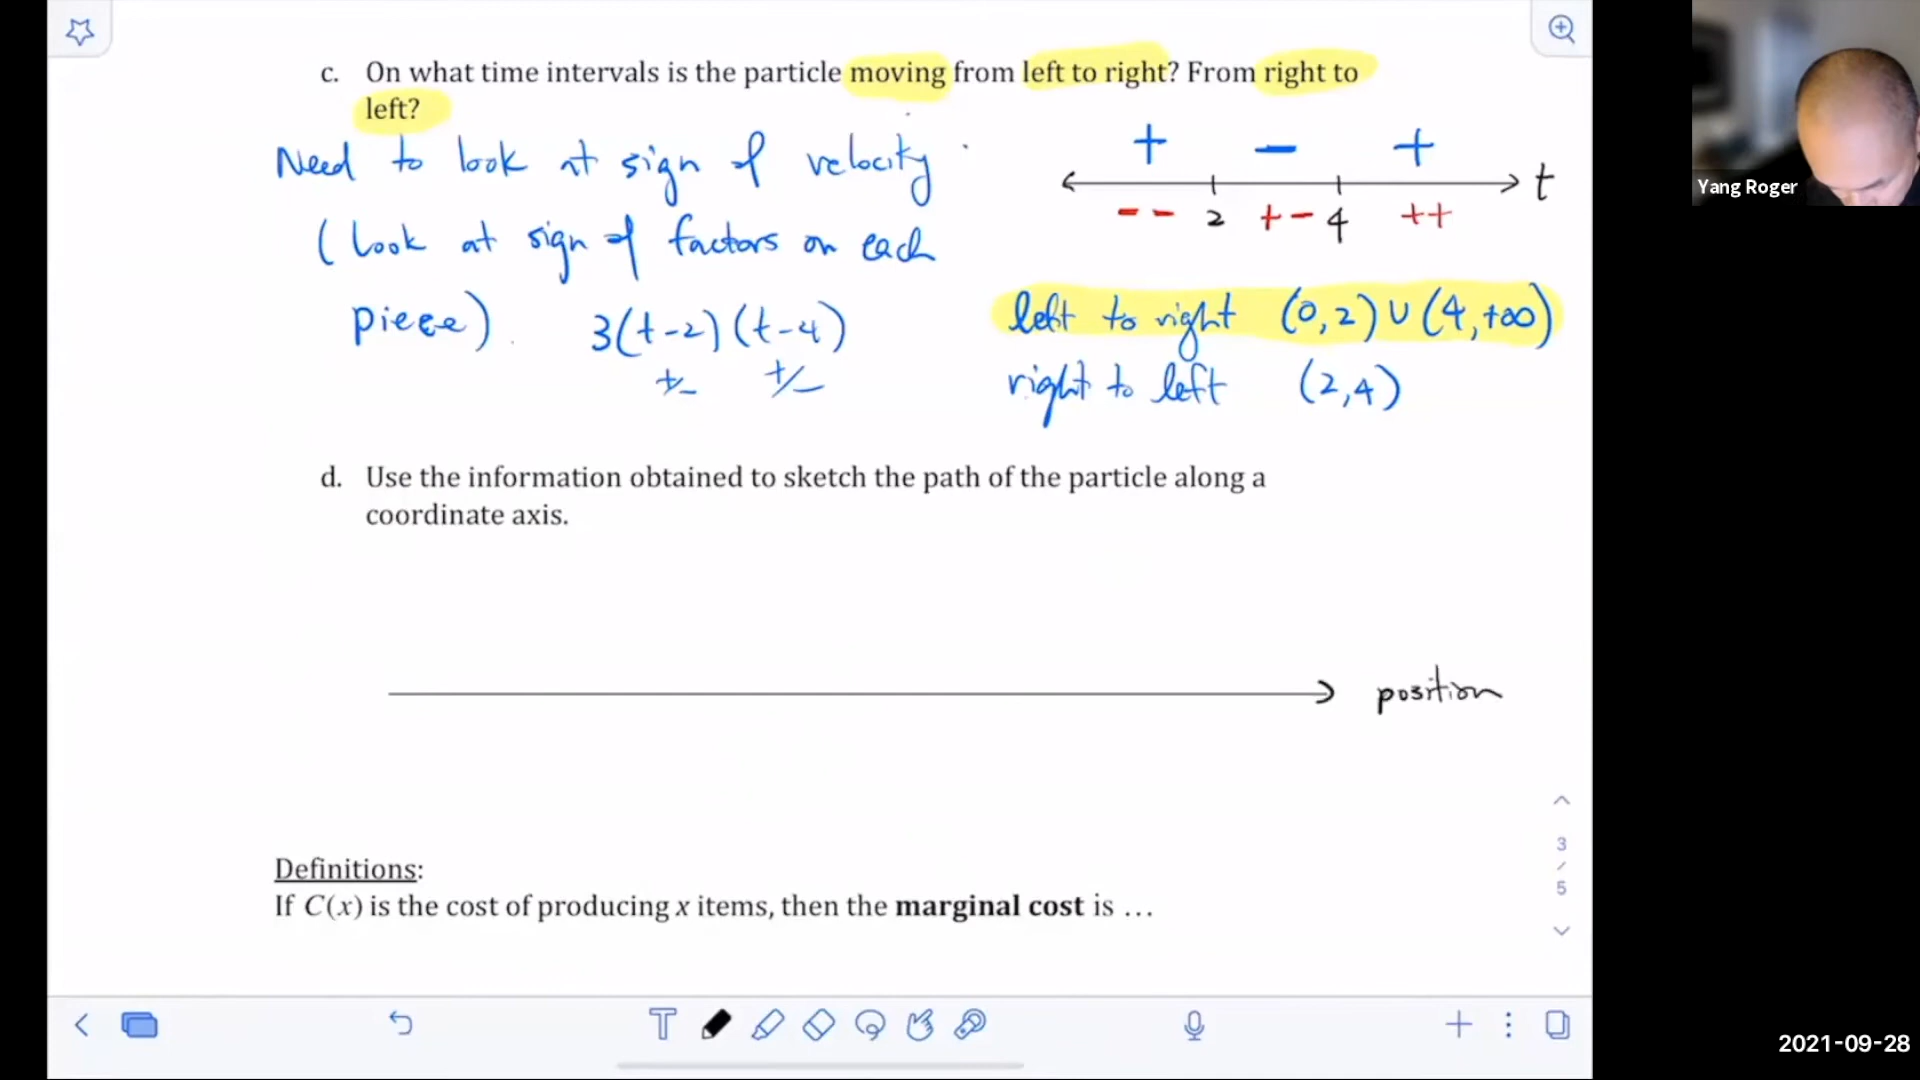 c. On what time intervals is the particle moving from left to right? From right to
left?
Need to look at sign of velocity
(look at sign of factors on each
piece) 3(t-2)(t-4)
+/- +/-
+ - +
t
-- 2 +- 4 ++
left to right (0,2) ∪ (4,+∞)
right to left (2,4)
d. Use the information obtained to sketch the path of the particle along a
coordinate axis.
position
Definitions:
If C(x) is the cost of producing x items, then the marginal cost is …
3
/
5
T
Yang Roger
2021-09-28